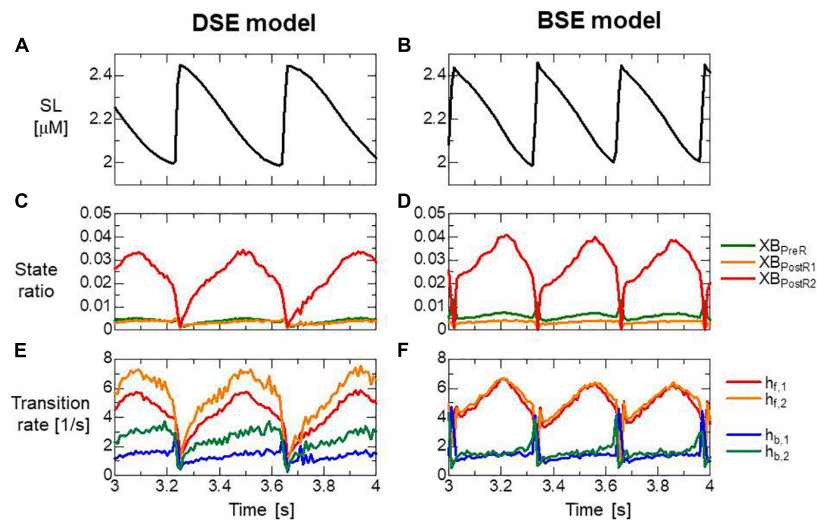 DSE model
BSE model
A
B
SL
[μM]
2.4
2.2
2
2.4
2.2
2
C
D
State
ratio
0.05
0.04
0.03
0.02
0.01
0
0.05
0.04
0.03
0.02
0.01
0
XB_PreR
XB_PostR1
XB_PostR2
E
F
Transition
rate [1/s]
8
6
4
2
0
8
6
4
2
0
h_f,1
h_f,2
h_b,1
h_b,2
3 3.2 3.4 3.6 3.8 4
3 3.2 3.4 3.6 3.8 4
Time [s]
Time [s]